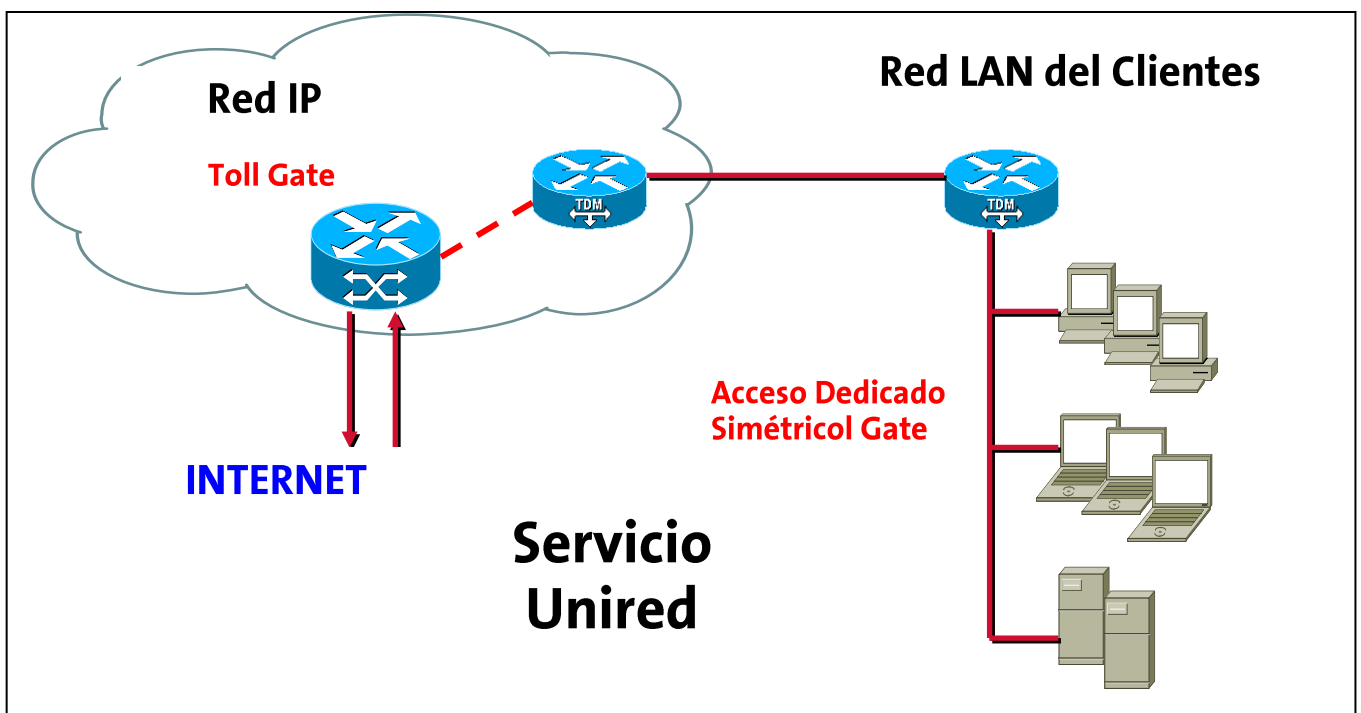 Red IP
Red LAN del Clientes
Toll Gate
TDM
TDM
Acceso Dedicado
Simétricol Gate
INTERNET
Servicio
Unired